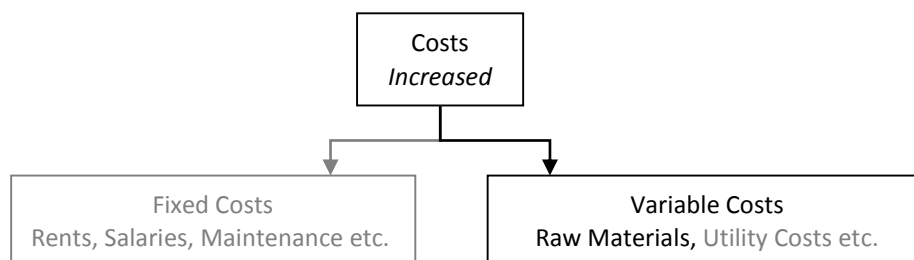 Costs
Increased
Fixed Costs
Rents, Salaries, Maintenance etc.
Variable Costs
Raw Materials, Utility Costs etc.